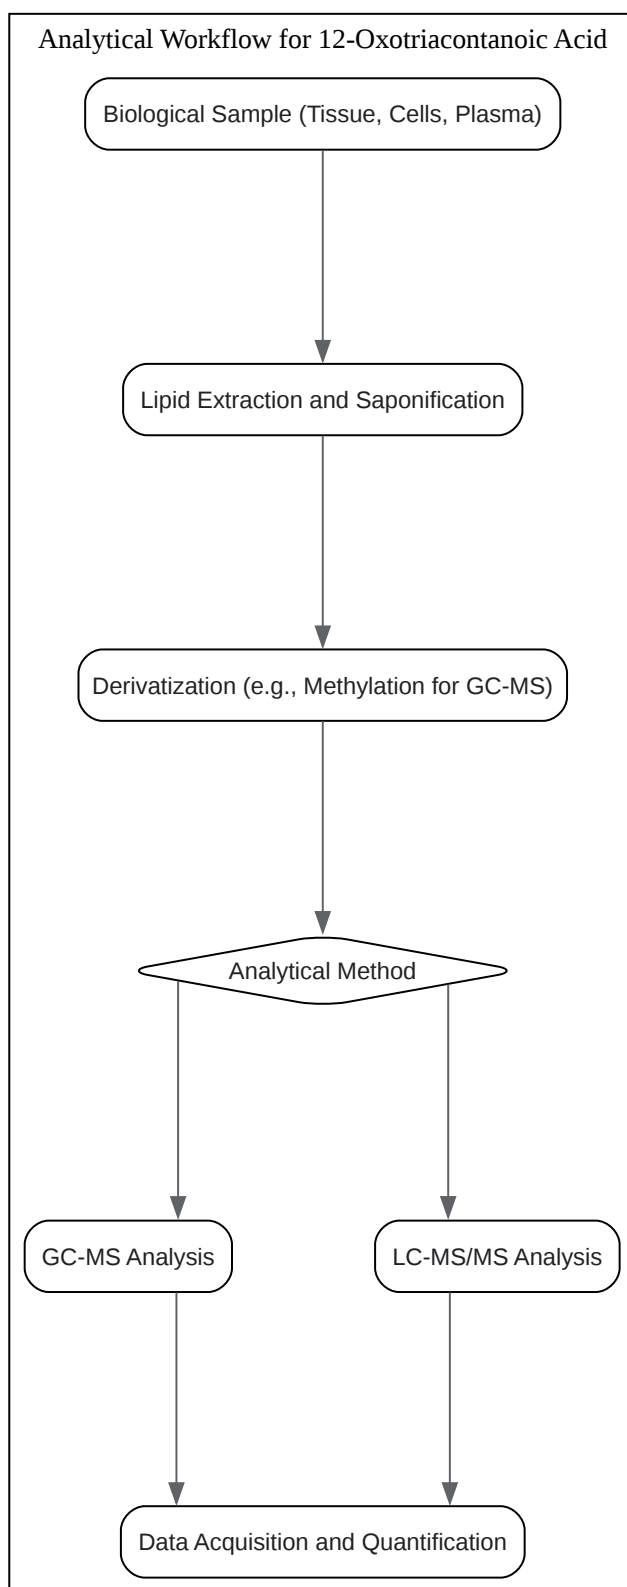 Analytical Workflow for 12-Oxotriacontanoic Acid
Biological Sample (Tissue, Cells, Plasma)
Lipid Extraction and Saponification
Derivatization (e.g., Methylation for GC-MS)
Analytical Method
GC-MS Analysis
LC-MS/MS Analysis
Data Acquisition and Quantification